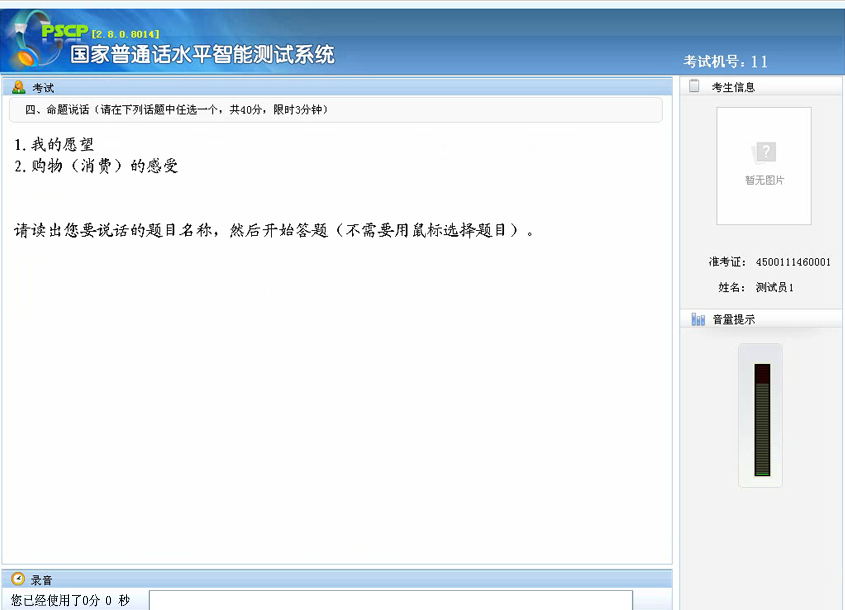 PSCP [2.8.0.8014]
国家普通话水平智能测试系统
考试机号：11
考试
四、命题说话（请在下列话题中任选一个，共40分，限时3分钟）
1. 我的愿望
2. 购物（消费）的感受
请读出您要说话的题目名称，然后开始答题（不需要用鼠标选择题目）。
考生信息
?
暂无图片
准考证： 4500111460001
姓名： 测试员1
音量提示
录音
您已经使用了0分 0 秒